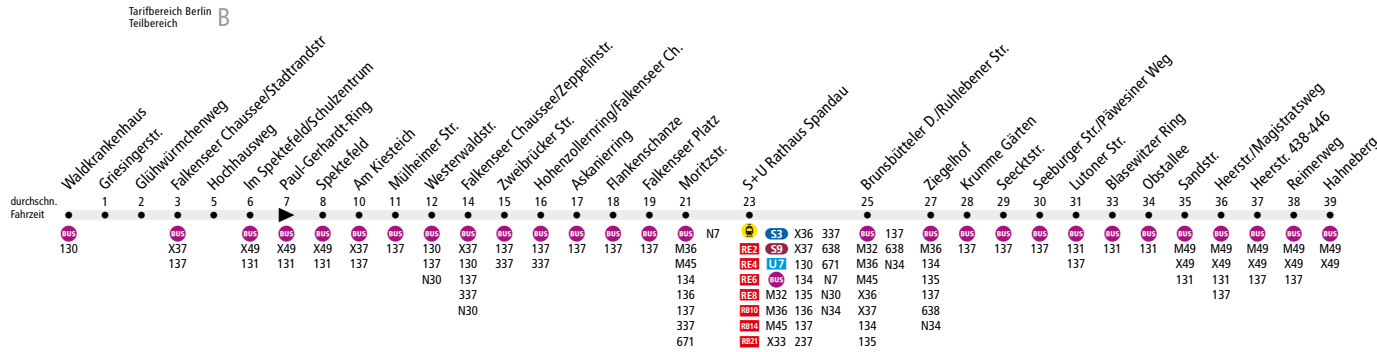 Tarifbereich Berlin B
Teilbereich
Waldkrankenhaus
Griesingerstr.
Glühwürmchenweg
Falkenseer Chaussee/Stadtrandstr
Hochhausweg
Im Spektefeld/Schulzentrum
Paul-Gerhardt-Ring
Spektefeld
Am Kiesteich
Mülheimer Str.
Westerwaldstr.
Falkenseer Chaussee/Zeppelinstr.
Zweibrücker Str.
Hohenzollernring/Falkenseer Ch.
Askanierring
Flankenschanze
Falkenseer Platz
Moritzstr.
S+U Rathaus Spandau
Brunsbütteler D./Ruhlebener Str.
Ziegelhof
Krumme Gärten
Seecktstr.
Seeburger Str./Päwesiner Weg
Lutoner Str.
Blasewitzer Ring
Obstallee
Sandstr.
Heerstr./Magistratsweg
Heerstr. 438-446
Reimerweg
Hahneberg
durchschn. 1 2 3 5 6 7 8 10 11 12 14 15 16 17 18 19 21 23 25 27 28 29 30 31 33 34 35 36 37 38 39
Fahrzeit
BUS BUS BUS BUS BUS BUS BUS BUS BUS BUS BUS BUS BUS BUS BUS N7 S3 X36 337 BUS 137 BUS BUS BUS BUS BUS BUS BUS BUS BUS BUS BUS BUS
130 X37 X49 X49 X49 X37 137 130 X37 137 137 137 137 137 M36 RE2 S9 X37 638 M32 638 M36 137 137 137 131 131 131 M49 M49 M49 M49 M49
137 131 131 131 137 137 130 337 337 M45 RE4 U7 130 671 M36 N34 134 137 X49 X49 X49 X49 X49
N30 137 134 RE6 BUS 134 N7 M45 135 131 131 137 137
337 136 RE8 M32 135 N30 X36 137 137
N30 137 RB10 M36 136 N34 X37 638
337 RB14 M45 137 134 N34
671 RB21 X33 237 135